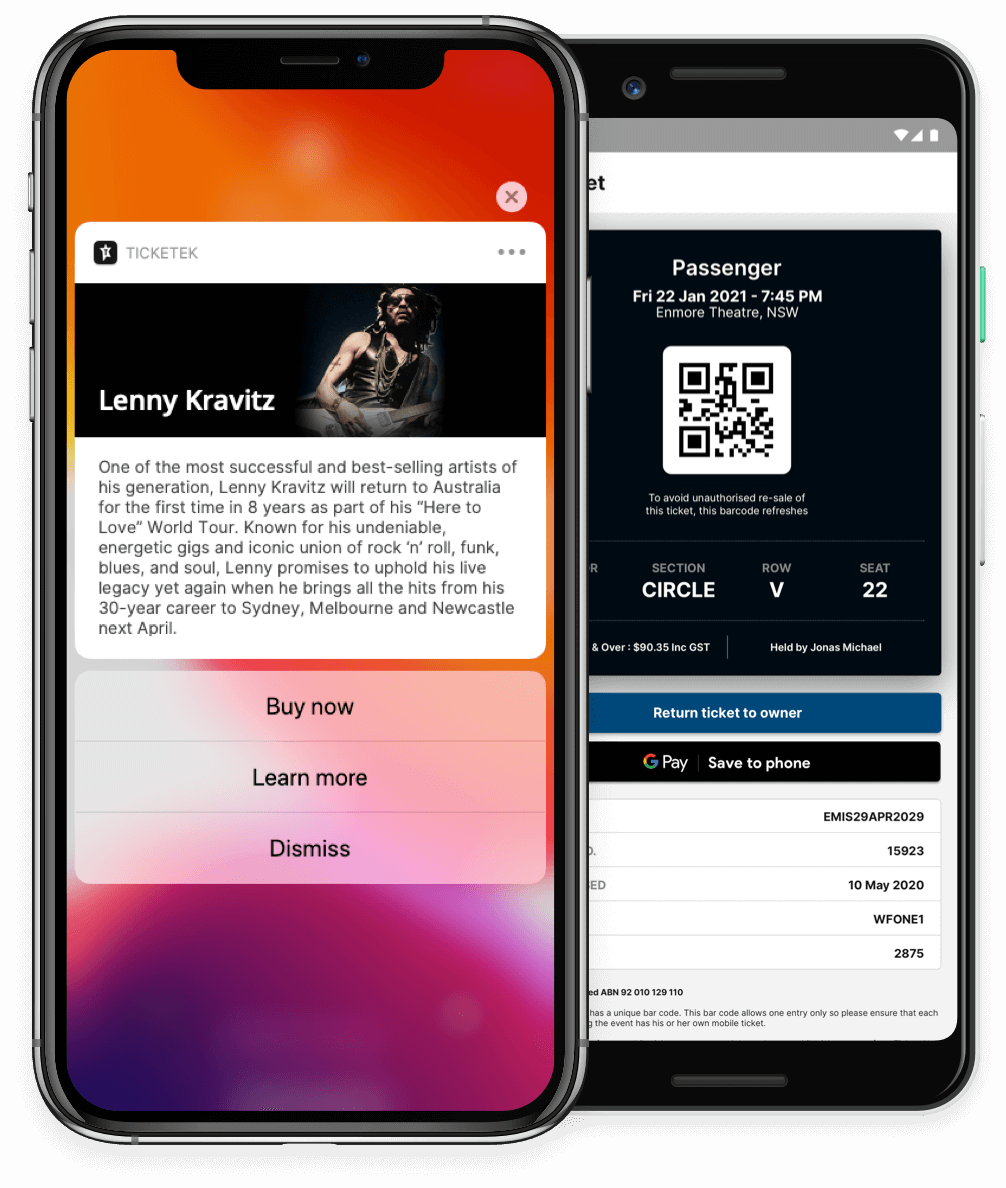 TICKETEK
Lenny Kravitz
One of the most successful and best-selling artists of
his generation, Lenny Kravitz will return to Australia
for the first time in 8 years as part of his “Here to
Love” World Tour. Known for his undeniable,
energetic gigs and iconic union of rock ‘n’ roll, funk,
blues, and soul, Lenny promises to uphold his live
legacy yet again when he brings all the hits from his
30-year career to Sydney, Melbourne and Newcastle
next April.
Buy now
Learn more
Dismiss
et
Passenger
Fri 22 Jan 2021 - 7:45 PM
Enmore Theatre, NSW
To avoid unauthorised re-sale of
this ticket, this barcode refreshes
R SECTION ROW SEAT
CIRCLE V 22
& Over : $90.35 Inc GST Held by Jonas Michael
Return ticket to owner
G Pay Save to phone
EMIS29APR2029
O. 15923
SED 10 May 2020
WFONE1
2875
ed ABN 92 010 129 110
has a unique bar code. This bar code allows one entry only so please ensure that each
g the event has his or her own mobile ticket.